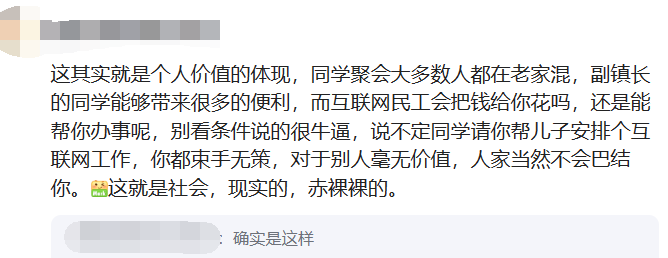 这其实就是个人价值的体现，同学聚会大多数人都在老家混，副镇长
的同学能够带来很多的便利，而互联网民工会把钱给你花吗，还是能
帮你办事呢，别看条件说的很牛逼，说不定同学请你帮儿子安排个互
联网工作，你都束手无策，对于别人毫无价值，人家当然不会巴结
你。这就是社会，现实的，赤裸裸的。
：确实是这样